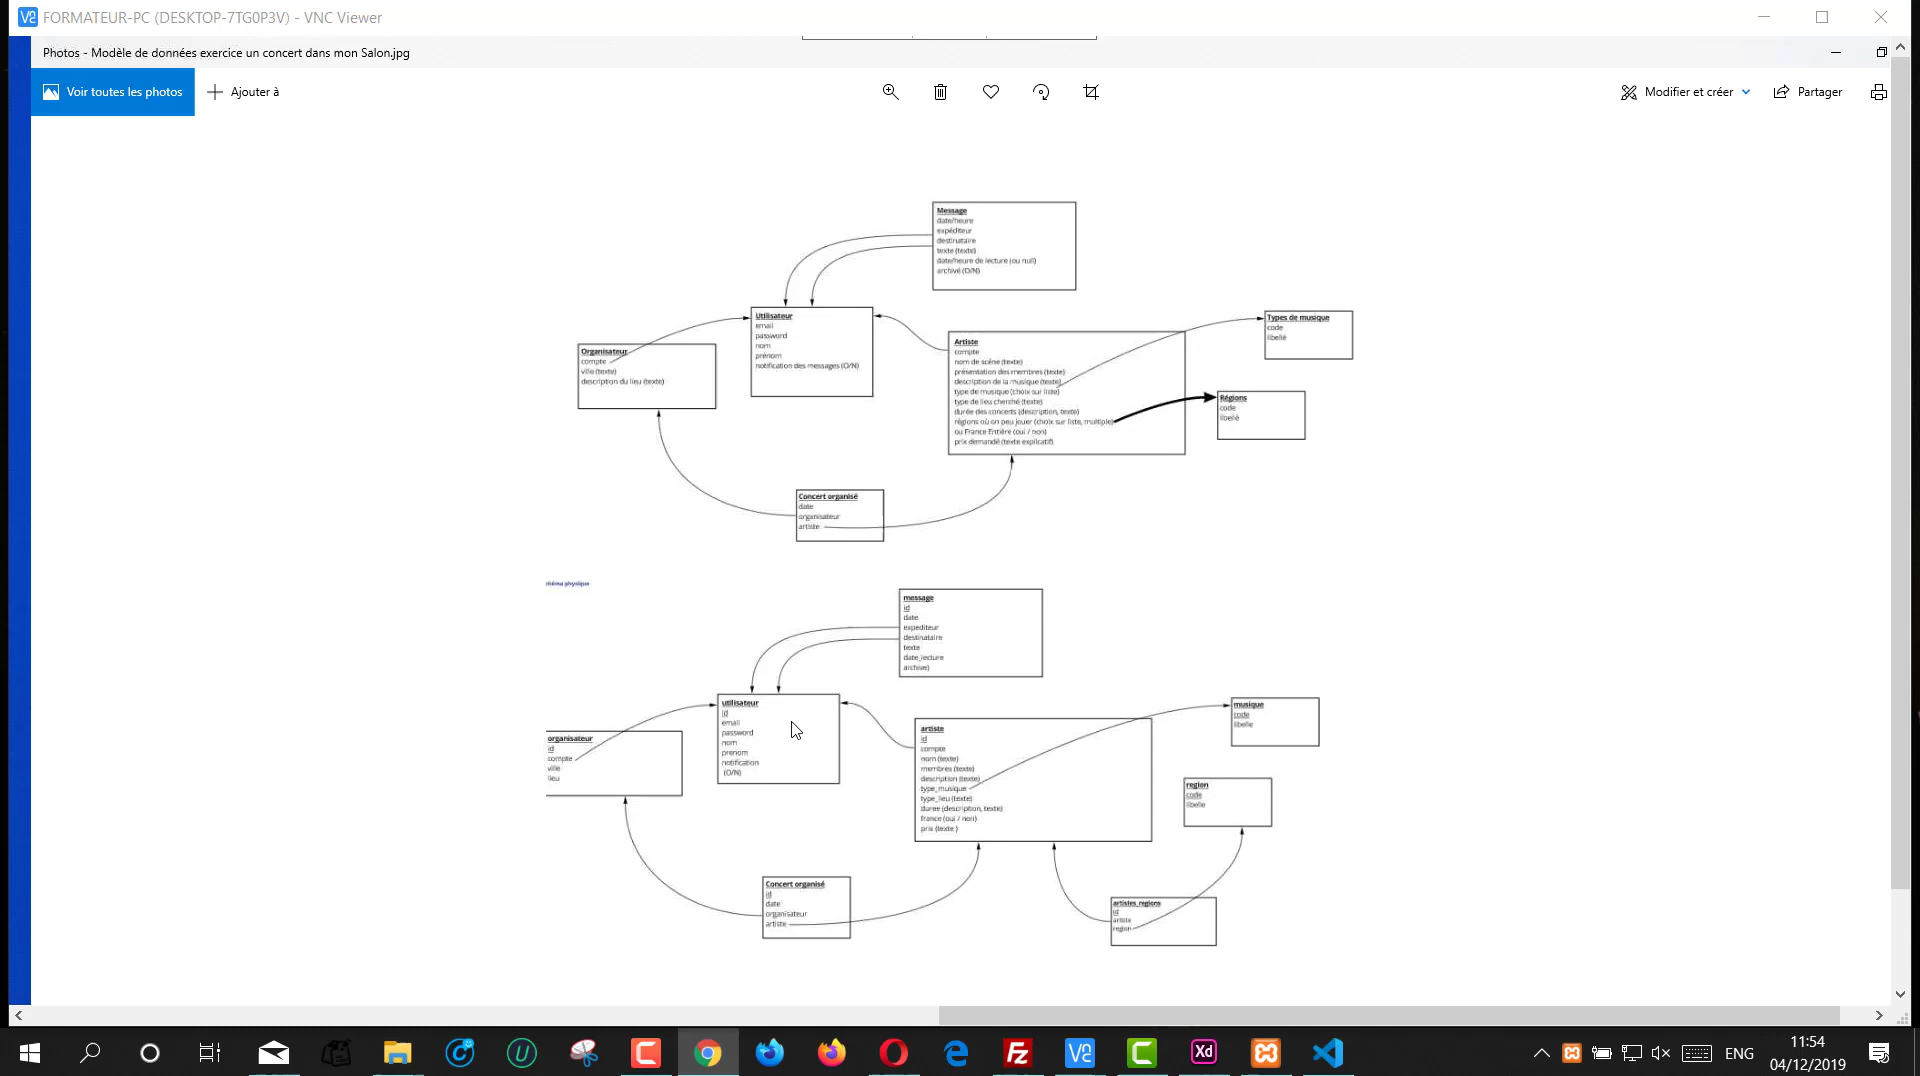 FORMATEUR-PC (DESKTOP-7TG0P3V) - VNC Viewer
Photos - Modèle de données exercice un concert dans mon Salon.jpg
Voir toutes les photos
Ajouter à
Modifier et créer
Partager
Message
date/heure
expéditeur
destinataire
texte (texte)
date/heure de lecture (ou null)
archivé (O/N)
Utilisateur
email
password
nom
prénom
notification des messages (O/N)
Organisateur
compte
ville (texte)
description du lieu (texte)
Artiste
compte
nom de scène (texte)
présentation des membres (texte)
description de la musique (texte)
type de musique (choix sur liste)
type de lieu cherché (texte)
durée des concerts (description, texte)
régions où on peu jouer (choix sur liste, multiple)
ou France Entière (oui / non)
prix demandé (texte explicatif)
Types de musique
code
libellé
Régions
code
libellé
Concert organisé
date
organisateur
artiste
héma physique
message
id
date
expediteur
destinataire
texte
date_lecture
archive)
utilisateur
id
email
password
nom
prenom
notification
(O/N)
organisateur
id
compte
ville
lieu
artiste
id
compte
nom (texte)
membres (texte)
description (texte)
type_musique
type_lieu (texte)
duree (description, texte)
france (oui / non)
prix (texte )
musique
code
libelle
region
code
libelle
Concert organisé
id
date
organisateur
artiste
artistes_regions
id
artiste
region
ENG
11:54
04/12/2019